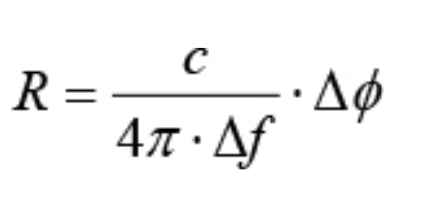 R = c / (4π · Δf) · Δϕ